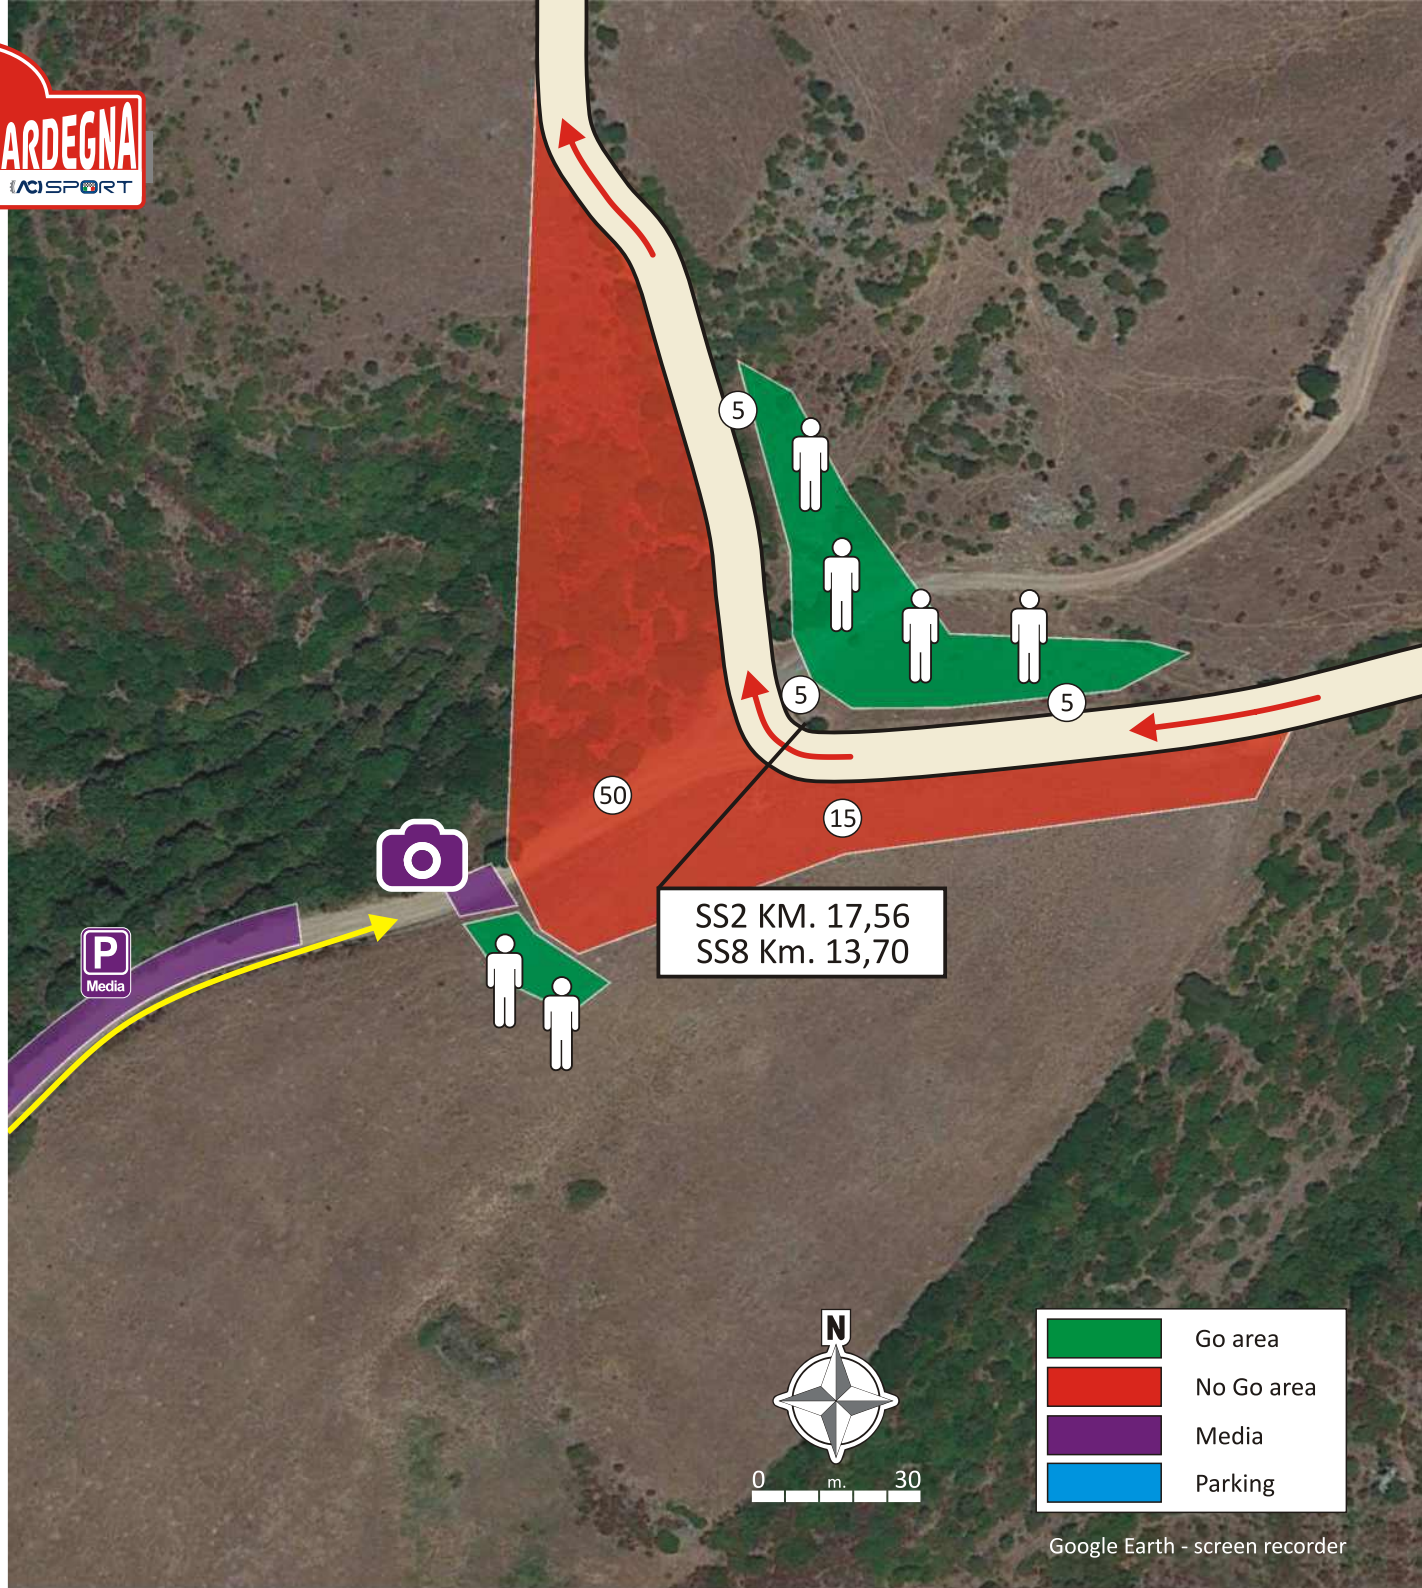 ARDEGNA
ACI SPORT
5
5
5
50
15
SS2 KM. 17,56
SS8 Km. 13,70
P
Media
N
0 m. 30
Go area
No Go area
Media
Parking
Google Earth - screen recorder